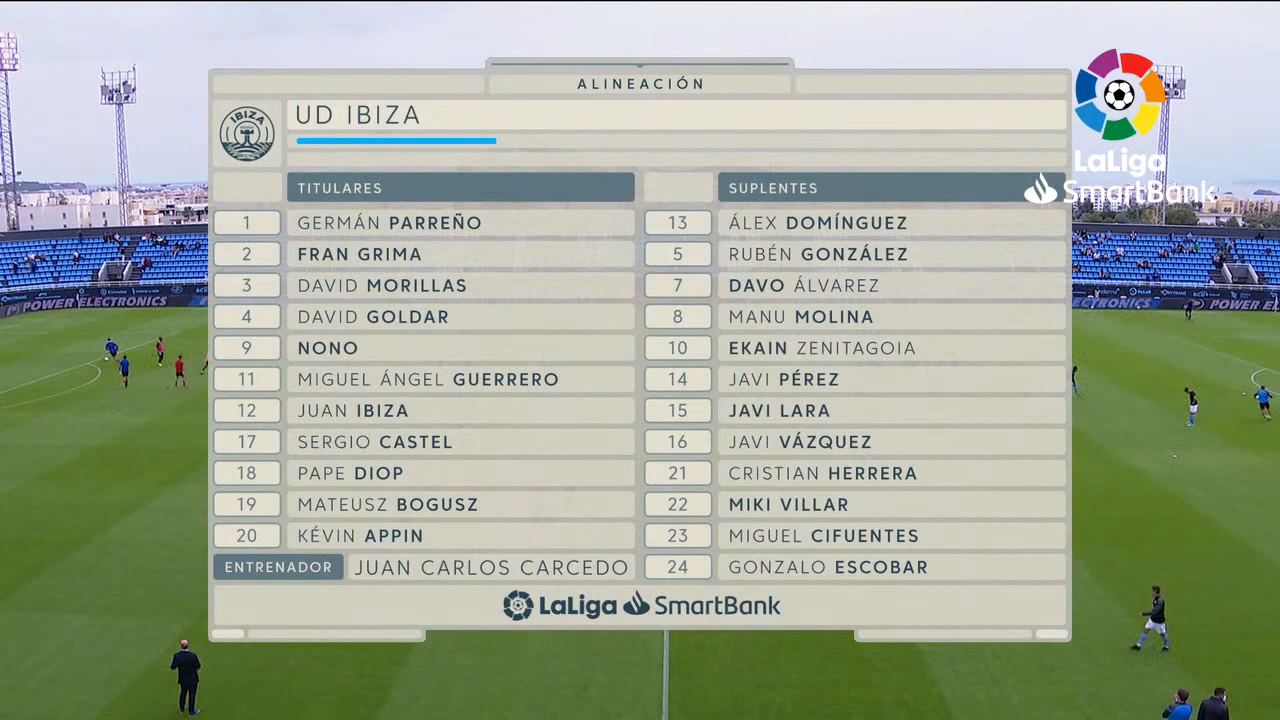 ALINEACIÓN
IBIZA
UD IBIZA
LaLiga
SmartBank
TITULARES
SUPLENTES
1 GERMÁN PARREÑO
13 ÁLEX DOMÍNGUEZ
2 FRAN GRIMA
5 RUBÉN GONZÁLEZ
3 DAVID MORILLAS
7 DAVO ÁLVAREZ
4 DAVID GOLDAR
8 MANU MOLINA
9 NONO
10 EKAIN ZENITAGOIA
11 MIGUEL ÁNGEL GUERRERO
14 JAVI PÉREZ
12 JUAN IBIZA
15 JAVI LARA
17 SERGIO CASTEL
16 JAVI VÁZQUEZ
18 PAPE DIOP
21 CRISTIAN HERRERA
19 MATEUSZ BOGUSZ
22 MIKI VILLAR
20 KÉVIN APPIN
23 MIGUEL CIFUENTES
ENTRENADOR JUAN CARLOS CARCEDO
24 GONZALO ESCOBAR
LaLiga SmartBank
POWER ELECTRONICS
CTRONICS
POWER ELECTRONI